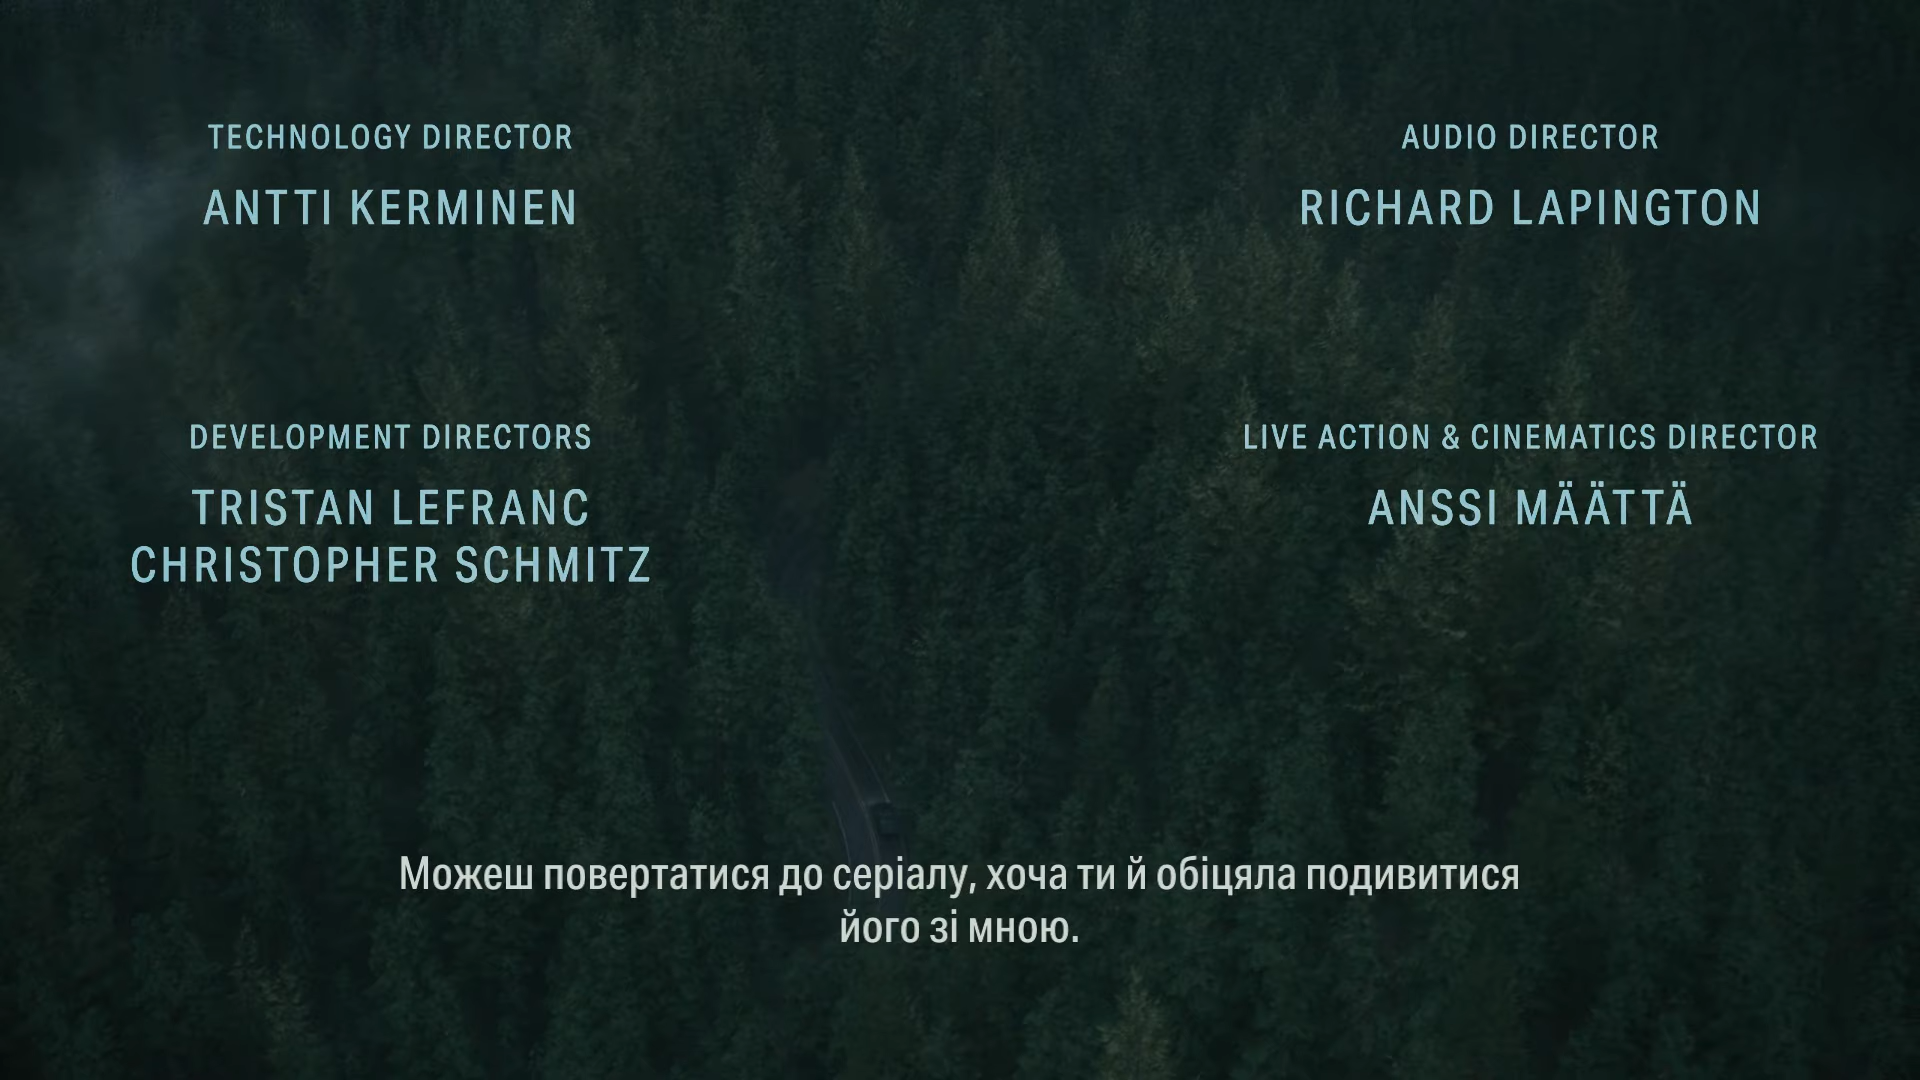 TECHNOLOGY DIRECTOR
ANTTI KERMINEN
AUDIO DIRECTOR
RICHARD LAPINGTON
DEVELOPMENT DIRECTORS
TRISTAN LEFRANC
CHRISTOPHER SCHMITZ
LIVE ACTION & CINEMATICS DIRECTOR
ANSSI MÄÄTTÄ
Можеш повертатися до серіалу, хоча ти й обіцяла подивитися
його зі мною.